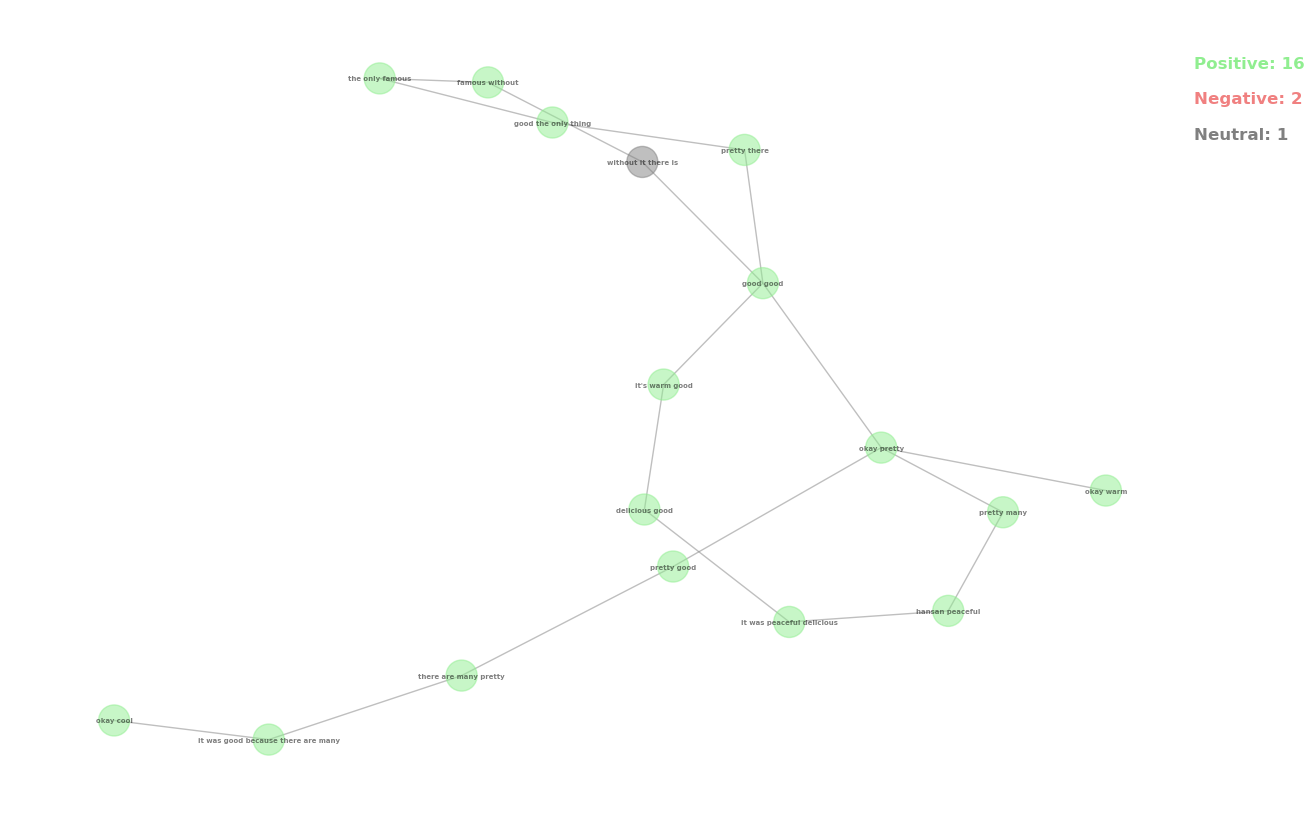 Positive: 16
the only famous
famous without
Negative: 2
good the only thing
Neutral: 1
pretty there
without it there is
good good
it's warm good
okay pretty
okay warm
delicious good
pretty many
pretty good
hansan peaceful
it was peaceful delicious
there are many pretty
okay cool
it was good because there are many